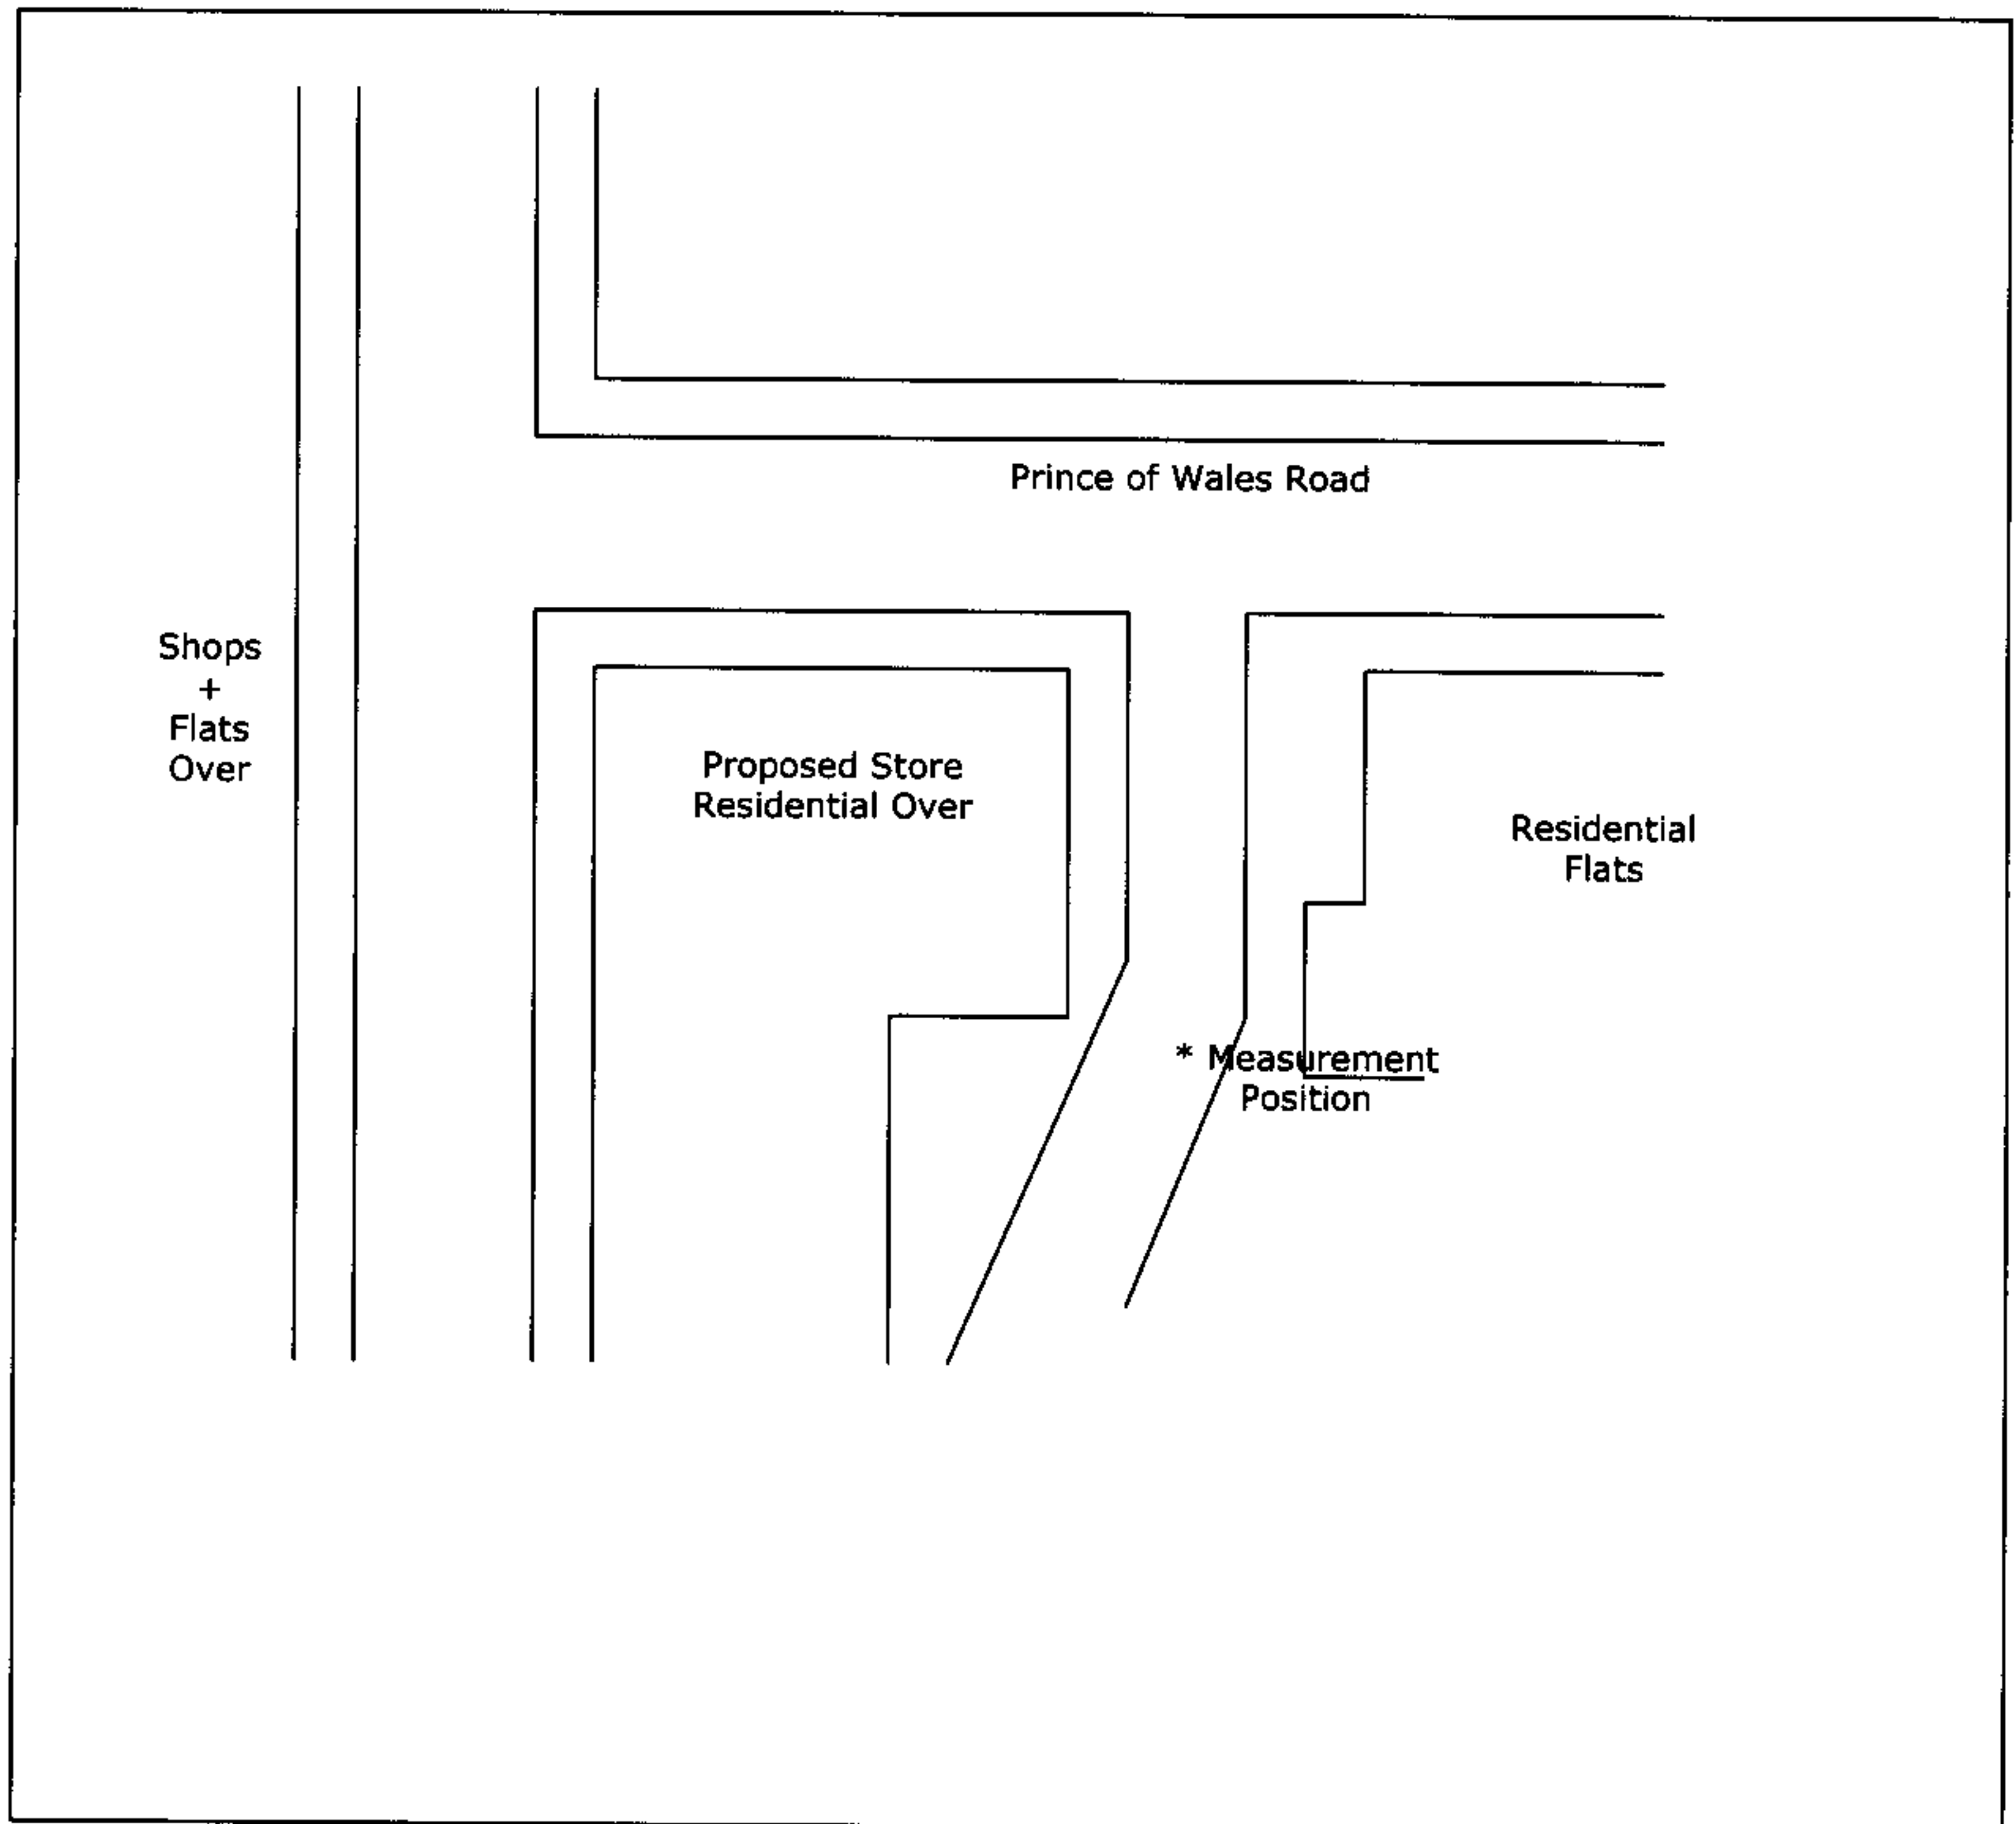 Prince of Wales Road
Shops
+
Flats
Over
Proposed Store
Residential Over
Residential
Flats
* Measurement
Position